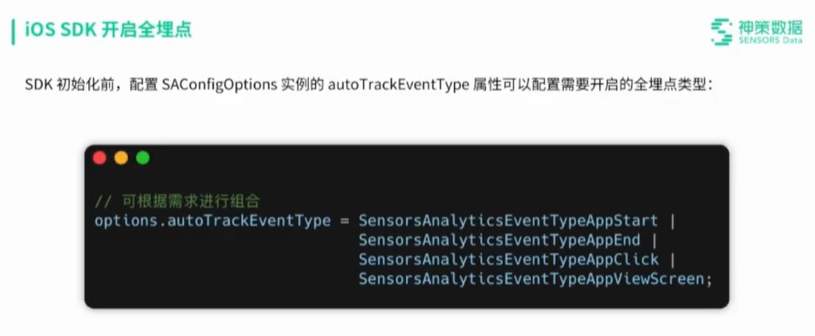 iOS SDK 开启全埋点
神策数据
SENSORS Data
SDK 初始化前，配置 SAConfigOptions 实例的 autoTrackEventType 属性可以配置需要开启的全埋点类型：
// 可根据需求进行组合
options.autoTrackEventType = SensorsAnalyticsEventTypeAppStart |
SensorsAnalyticsEventTypeAppEnd |
SensorsAnalyticsEventTypeAppClick |
SensorsAnalyticsEventTypeAppViewScreen;